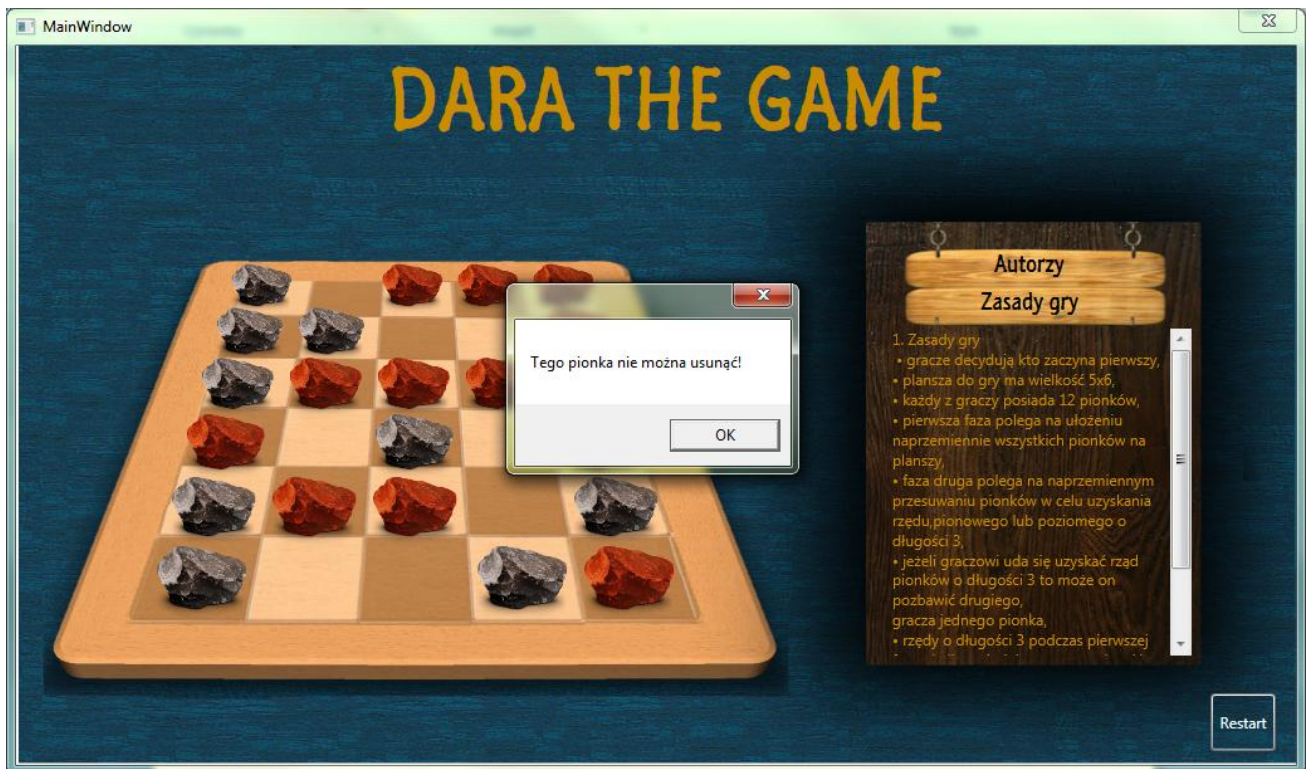 MainWindow
DARA THE GAME
Autorzy
Zasady gry
1. Zasady gry
• gracze decydują kto zaczyna pierwszy,
• plansza do gry ma wielkość 5x6,
• każdy z graczy posiada 12 pionków,
• pierwsza faza polega na ułożeniu
naprzemiennie wszystkich pionków na
planszy,
• faza druga polega na naprzemiennym
przesuwaniu pionków w celu uzyskania
rzędu,pionowego lub poziomego o
długości 3,
• jeżeli graczowi uda się uzyskać rząd
pionków o długości 3 to może on
pozbawić drugiego,
gracza jednego pionka,
• rzędy o długości 3 podczas pierwszej
Tego pionka nie można usunąć!
OK
Restart